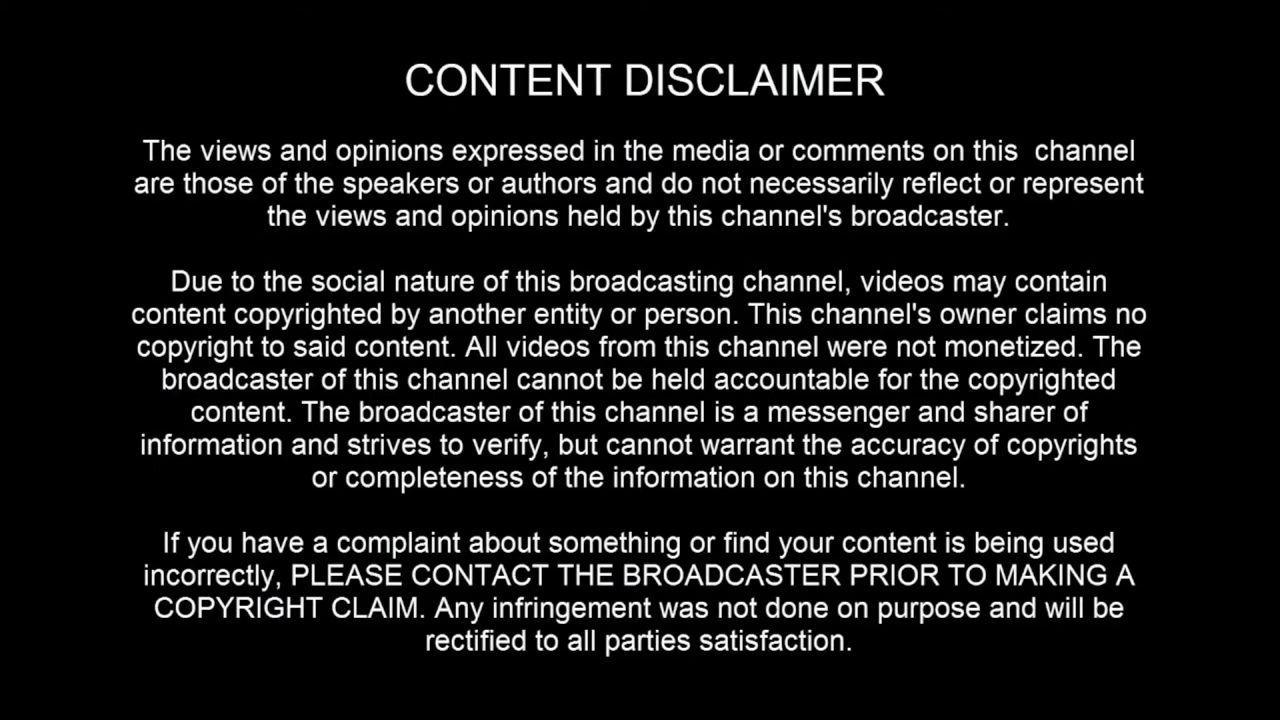 CONTENT DISCLAIMER
The views and opinions expressed in the media or comments on this  channel
are those of the speakers or authors and do not necessarily reflect or represent
the views and opinions held by this channel's broadcaster.
Due to the social nature of this broadcasting channel, videos may contain
content copyrighted by another entity or person. This channel's owner claims no
copyright to said content. All videos from this channel were not monetized. The
broadcaster of this channel cannot be held accountable for the copyrighted
content. The broadcaster of this channel is a messenger and sharer of
information and strives to verify, but cannot warrant the accuracy of copyrights
or completeness of the information on this channel.
If you have a complaint about something or find your content is being used
incorrectly, PLEASE CONTACT THE BROADCASTER PRIOR TO MAKING A
COPYRIGHT CLAIM. Any infringement was not done on purpose and will be
rectified to all parties satisfaction.